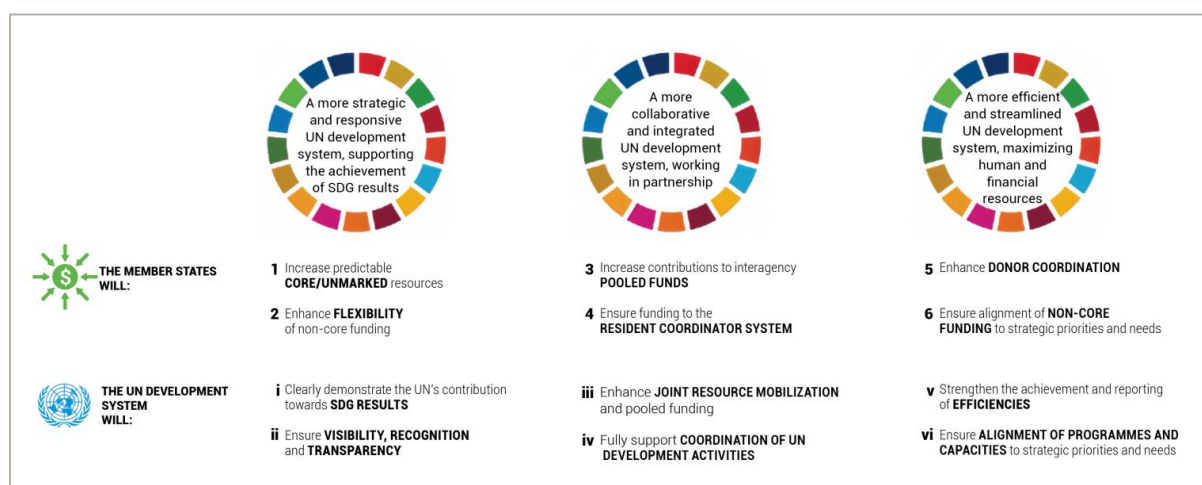 A more strategic
and responsive
UN development
system, supporting
the achievement
of SDG results
A more
collaborative
and integrated
UN development
system, working
in partnership
A more efficient
and streamlined
UN development
system, maximizing
human and
financial
resources
THE MEMBER STATES
WILL:
1 Increase predictable
CORE/UNMARKED resources
2 Enhance FLEXIBILITY
of non-core funding
3 Increase contributions to interagency
POOLED FUNDS
4 Ensure funding to the
RESIDENT COORDINATOR SYSTEM
5 Enhance DONOR COORDINATION
6 Ensure alignment of NON-CORE
FUNDING to strategic priorities and needs
THE UN DEVELOPMENT
SYSTEM
WILL:
i Clearly demonstrate the UN's contribution
towards SDG RESULTS
ii Ensure VISIBILITY, RECOGNITION
and TRANSPARENCY
iii Enhance JOINT RESOURCE MOBILIZATION
and pooled funding
iv Fully support COORDINATION OF UN
DEVELOPMENT ACTIVITIES
v Strengthen the achievement and reporting
of EFFICIENCIES
vi Ensure ALIGNMENT OF PROGRAMMES AND
CAPACITIES to strategic priorities and needs